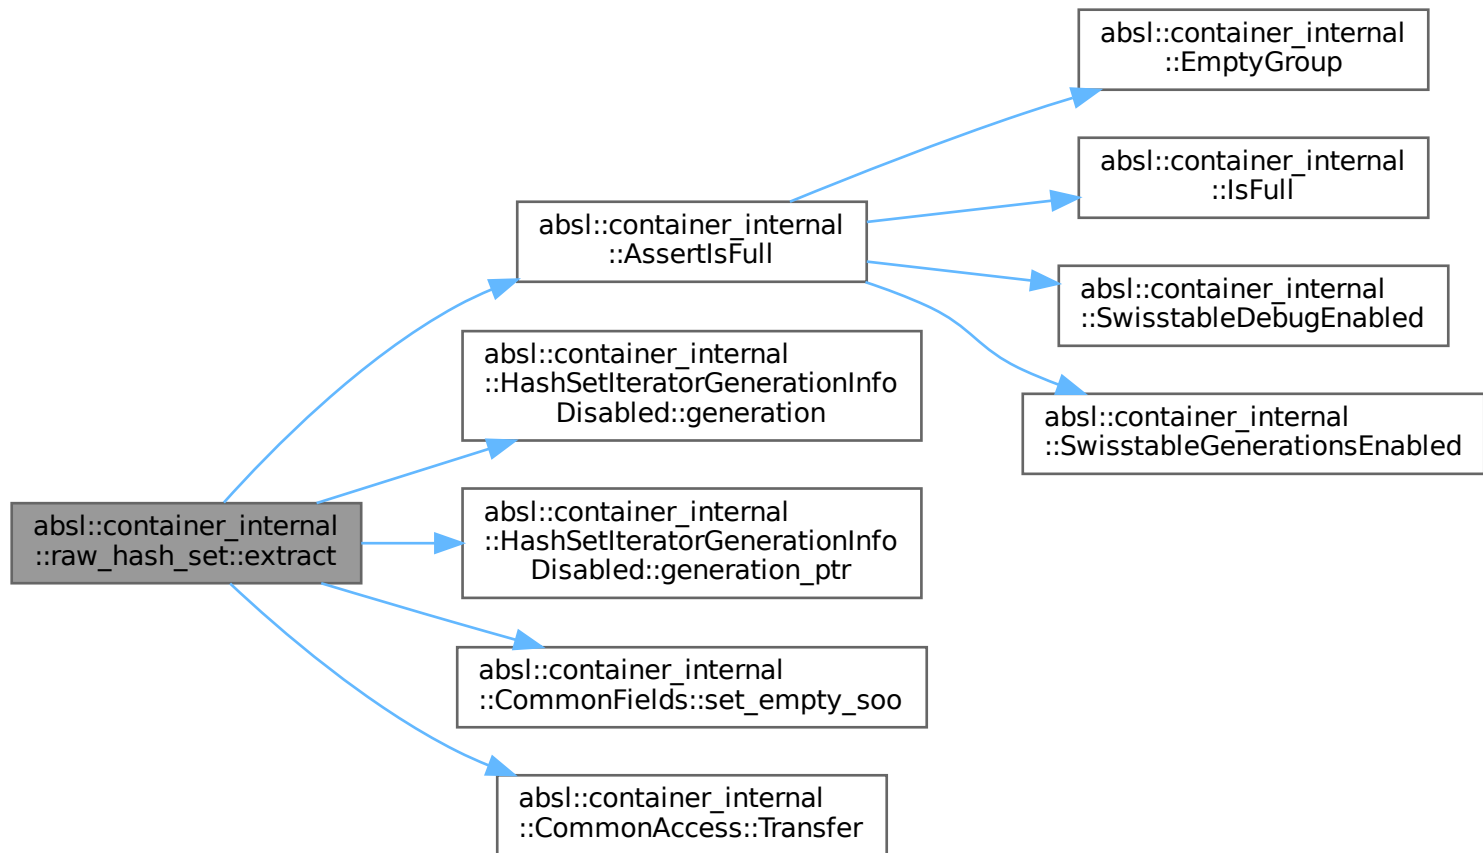 absl::container_internal
::raw_hash_set::extract
absl::container_internal
::AssertIsFull
absl::container_internal
::HashSetIteratorGenerationInfo
Disabled::generation
absl::container_internal
::HashSetIteratorGenerationInfo
Disabled::generation_ptr
absl::container_internal
::CommonFields::set_empty_soo
absl::container_internal
::CommonAccess::Transfer
absl::container_internal
::EmptyGroup
absl::container_internal
::IsFull
absl::container_internal
::SwisstableDebugEnabled
absl::container_internal
::SwisstableGenerationsEnabled